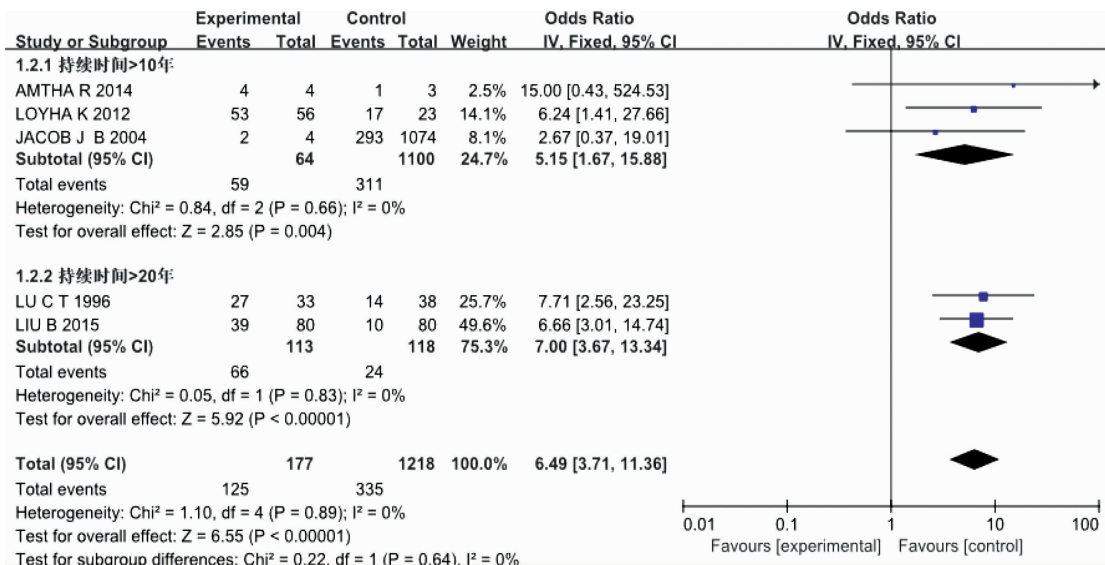 Experimental Control Odds Ratio Odds Ratio
Study or Subgroup Events Total Events Total Weight IV, Fixed, 95% CI IV, Fixed, 95% CI
1.2.1 持续时间>10年
AMTHA R 2014 4 4 1 3 2.5% 15.00 [0.43, 524.53]
LOYHA K 2012 53 56 17 23 14.1% 6.24 [1.41, 27.66]
JACOB J B 2004 2 4 293 1074 8.1% 2.67 [0.37, 19.01]
Subtotal (95% CI) 64 1100 24.7% 5.15 [1.67, 15.88]
Total events 59 311
Heterogeneity: Chi² = 0.84, df = 2 (P = 0.66); I² = 0%
Test for overall effect: Z = 2.85 (P = 0.004)
1.2.2 持续时间>20年
LU C T 1996 27 33 14 38 25.7% 7.71 [2.56, 23.25]
LIU B 2015 39 80 10 80 49.6% 6.66 [3.01, 14.74]
Subtotal (95% CI) 113 118 75.3% 7.00 [3.67, 13.34]
Total events 66 24
Heterogeneity: Chi² = 0.05, df = 1 (P = 0.83); I² = 0%
Test for overall effect: Z = 5.92 (P < 0.00001)
Total (95% CI) 177 1218 100.0% 6.49 [3.71, 11.36]
Total events 125 335
Heterogeneity: Chi² = 1.10, df = 4 (P = 0.89); I² = 0%
Test for overall effect: Z = 6.55 (P < 0.00001)
Test for subgroup differences: Chi² = 0.22, df = 1 (P = 0.64), I² = 0%
0.01 0.1 1 10 100
Favours [experimental] Favours [control]